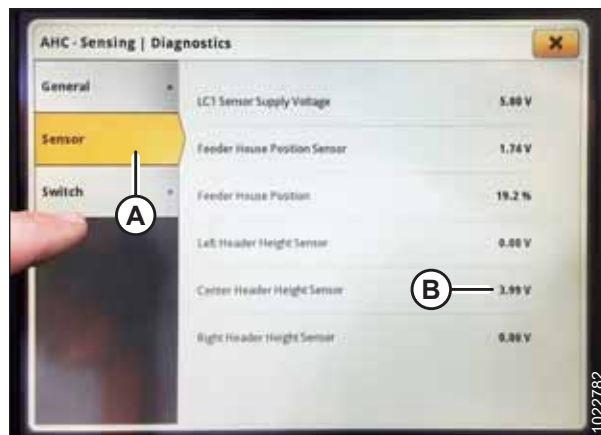 AHC - Sensing | Diagnostics
General
Sensor
Switch
A
LC1 Sensor Supply Voltage 5.00 V
Feeder House Position Sensor 1.74 V
Feeder House Position 19.2 %
Left Header Height Sensor 0.00 V
Center Header Height Sensor B 3.99 V
Right Header Height Sensor 0.00 V
1022782